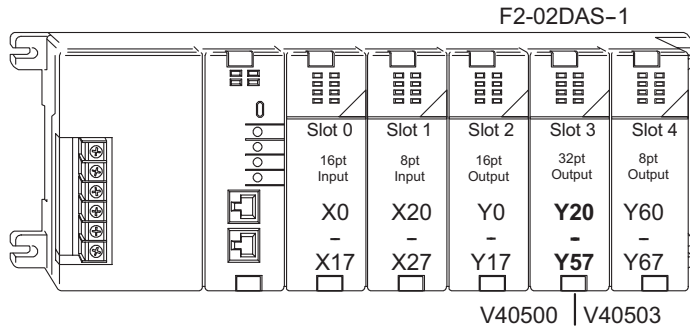 F2-02DAS-1
Slot 0 Slot 1 Slot 2 Slot 3 Slot 4
16pt Input 8pt Input 16pt Output 32pt Output 8pt Output
X0 X20 Y0 Y20 Y60
- - - - -
X17 X27 Y17 Y57 Y67
V40500 V40503